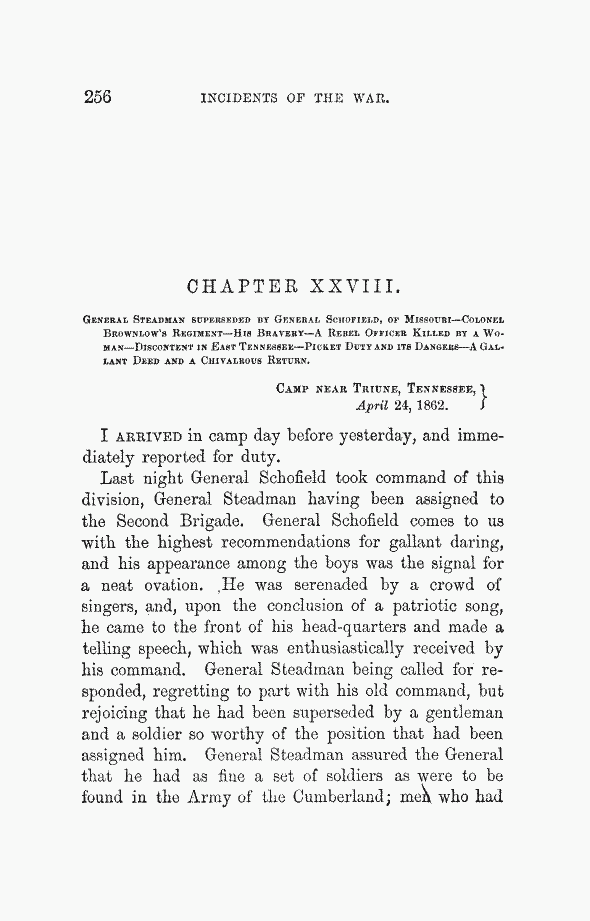 256 INCIDENTS OF THE WAR.
CHAPTER XXVIII.
GENERAL STEADMAN SUPERSEDED BY GENERAL SCHOFIELD, OF MISSOURI—COLONEL
BROWNLOW'S REGIMENT—HIS BRAVERY—A REBEL OFFICER KILLED BY A WO-
MAN—DISCONTENT IN EAST TENNESSEE—PICKET DUTY AND ITS DANGERS—A GAL-
LANT DEED AND A CHIVALROUS RETURN.
CAMP NEAR TRIUNE, TENNESSEE, }
April 24, 1862.
I ARRIVED in camp day before yesterday, and imme-
diately reported for duty.
Last night General Schofield took command of this
division, General Steadman having been assigned to
the Second Brigade. General Schofield comes to us
with the highest recommendations for gallant daring,
and his appearance among the boys was the signal for
a neat ovation. He was serenaded by a crowd of
singers, and, upon the conclusion of a patriotic song,
he came to the front of his head-quarters and made a
telling speech, which was enthusiastically received by
his command. General Steadman being called for re-
sponded, regretting to part with his old command, but
rejoicing that he had been superseded by a gentleman
and a soldier so worthy of the position that had been
assigned him. General Steadman assured the General
that he had as fine a set of soldiers as were to be
found in the Army of the Cumberland; men who had